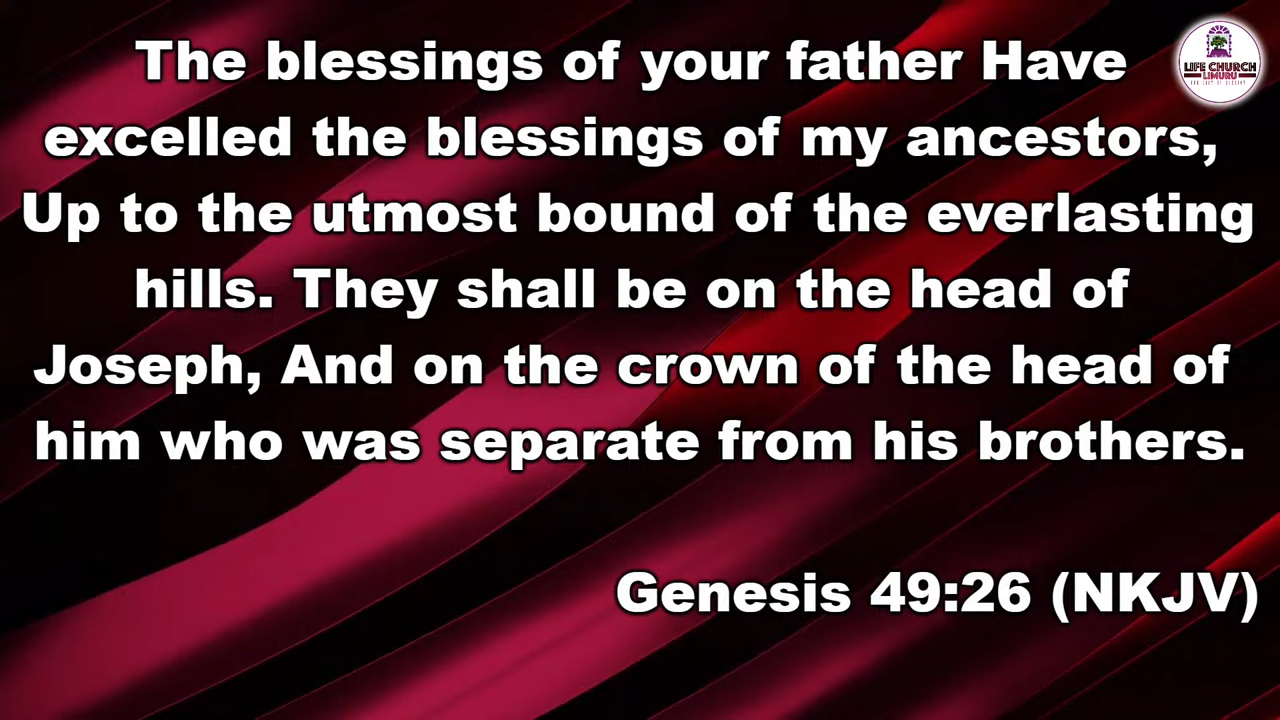 The blessings of your father Have
excelled the blessings of my ancestors,
Up to the utmost bound of the everlasting
hills. They shall be on the head of
Joseph, And on the crown of the head of
him who was separate from his brothers.
Genesis 49:26 (NKJV)
LIFE CHURCH
LIMURU